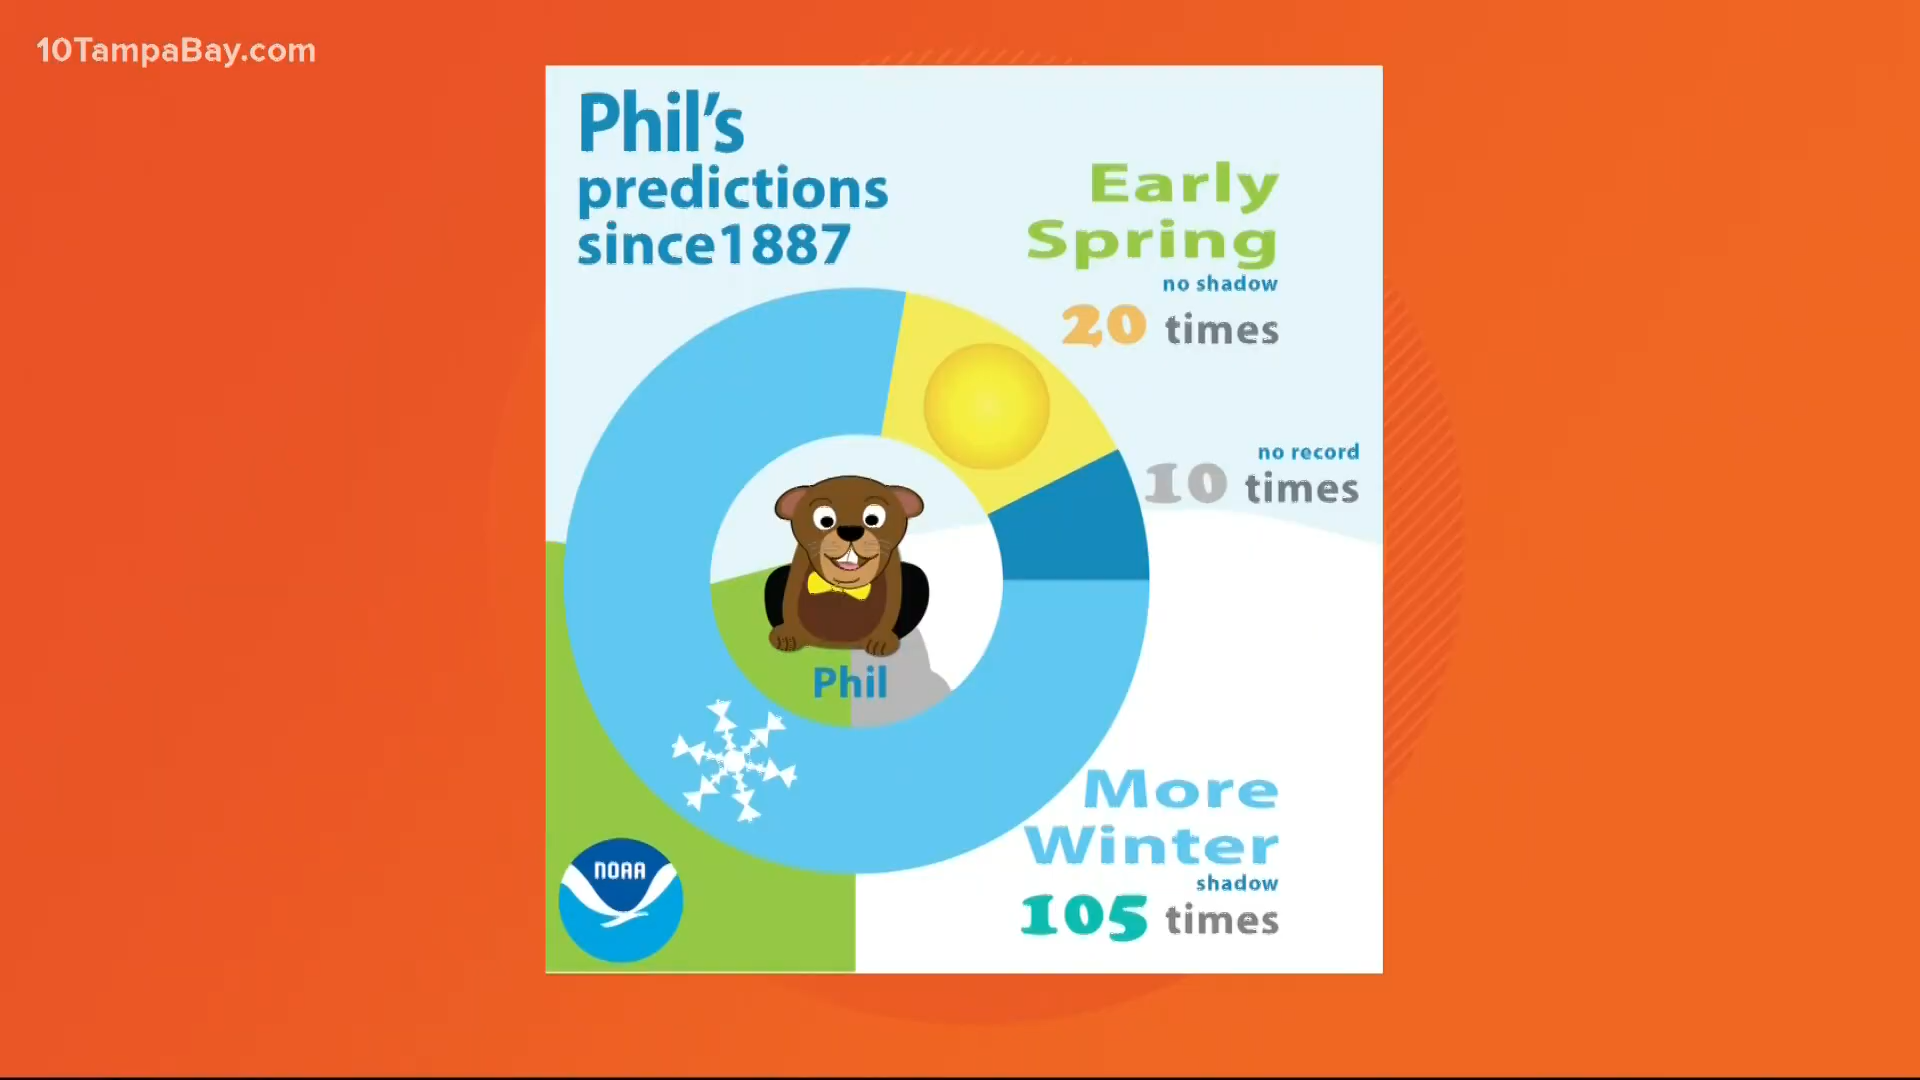 10TampaBay.com
Phil's
predictions
since1887
Early
Spring
no shadow
20 times
no record
10 times
Phil
More
Winter
shadow
105 times
NOAA